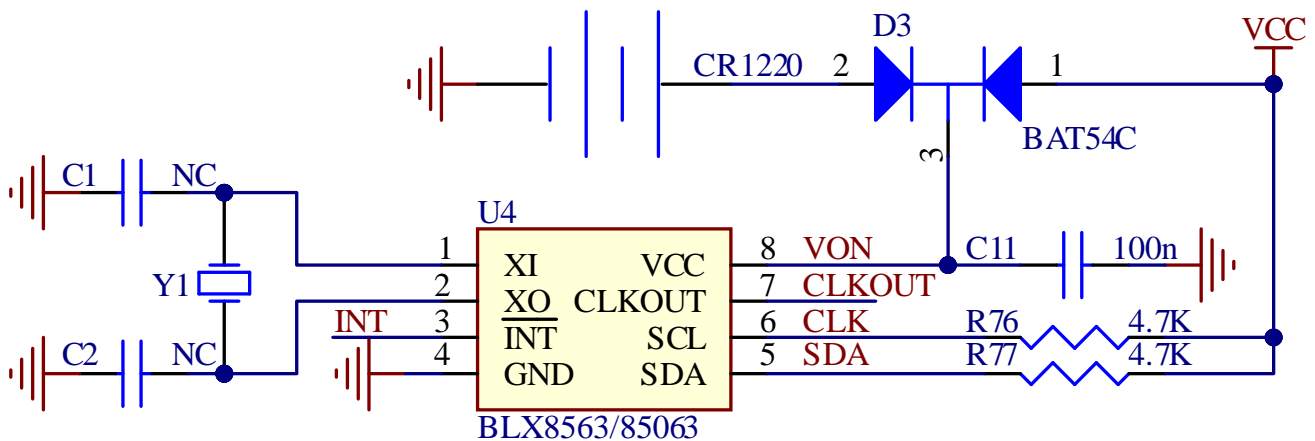 D3
VCC
CR1220 2 1
BAT54C
3
C1 NC
U4
1 XI VCC 8 VON C11 100n
Y1
2 XO CLKOUT 7 CLKOUT
INT 3 INT SCL 6 CLK R76 4.7K
C2 NC 4 GND SDA 5 SDA R77 4.7K
BLX8563/85063